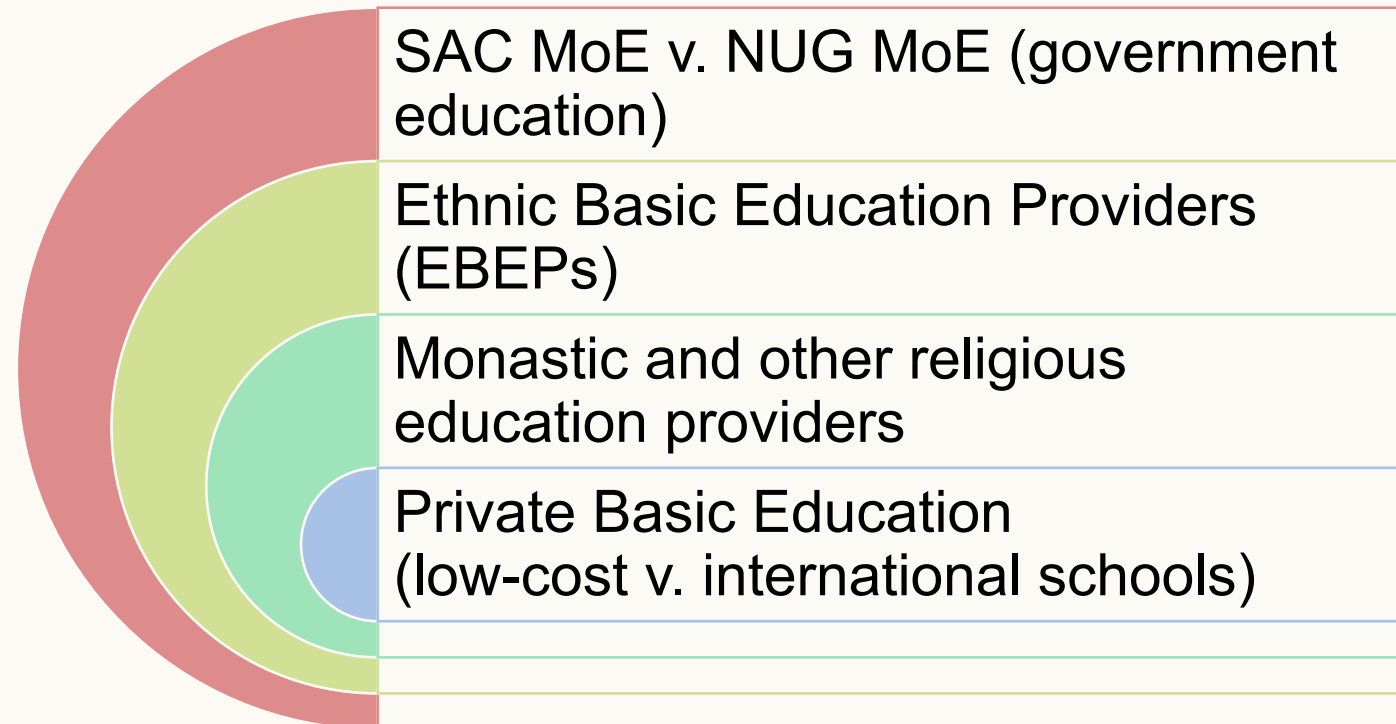 SAC MoE v. NUG MoE (government
education)
Ethnic Basic Education Providers
(EBEPs)
Monastic and other religious
education providers
Private Basic Education
(low-cost v. international schools)